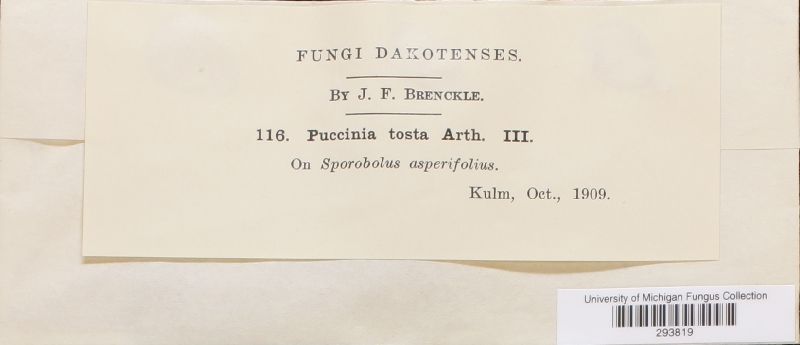 FUNGI DAKOTENSES.
BY J. F. BRENCKLE.
116. Puccinia tosta Arth. III.
On Sporobolus asperifolius.
Kulm, Oct., 1909.
University of Michigan Fungus Collection
293819